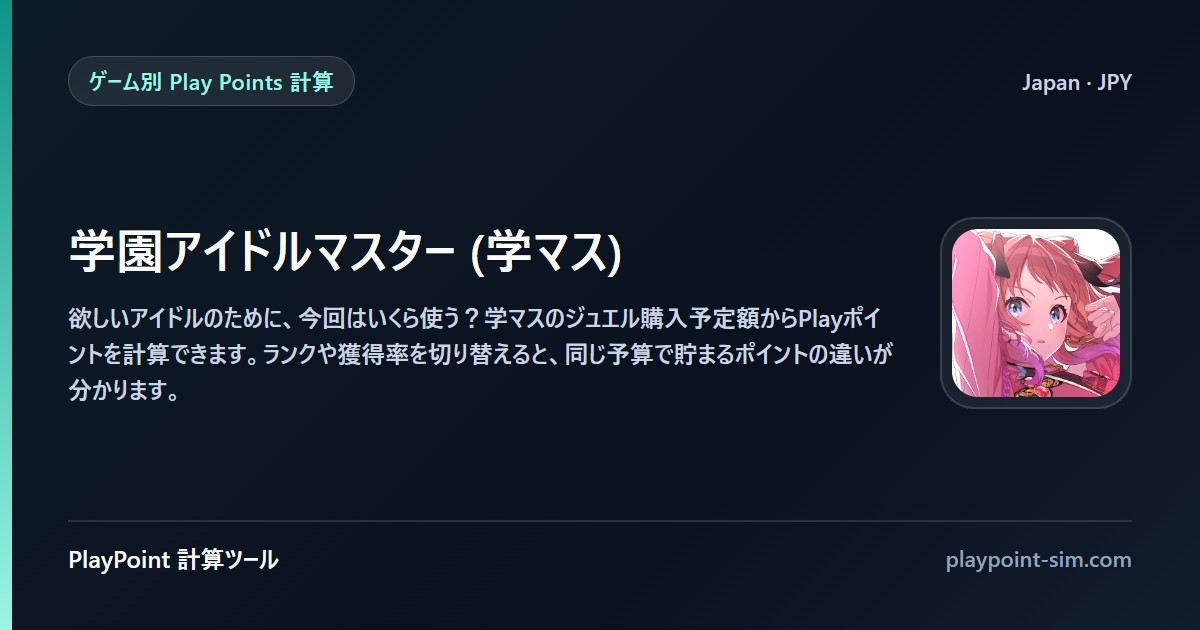 ゲーム別 Play Points 計算
Japan · JPY
学園アイドルマスター (学マス)
欲しいアイドルのために、今回はいくら使う？学マスのジュエル購入予定額からPlayポイ
ントを計算できます。ランクや獲得率を切り替えると、同じ予算で貯まるポイントの違いが
分かります。
PlayPoint 計算ツール
playpoint-sim.com